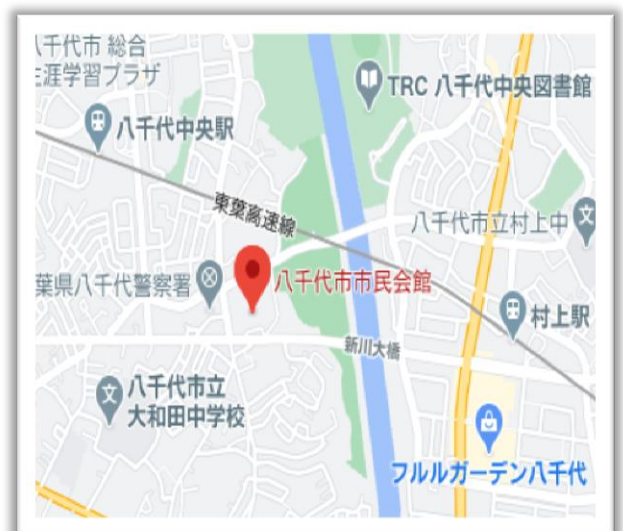 八千代市 総合
生涯学習プラザ
TRC 八千代中央図書館
八千代中央駅
東葉高速線
八千代市立村上中
葉県八千代警察署
八千代市市民会館
村上駅
新川大橋
八千代市立
大和田中学校
文
文
フルルガーデン八千代